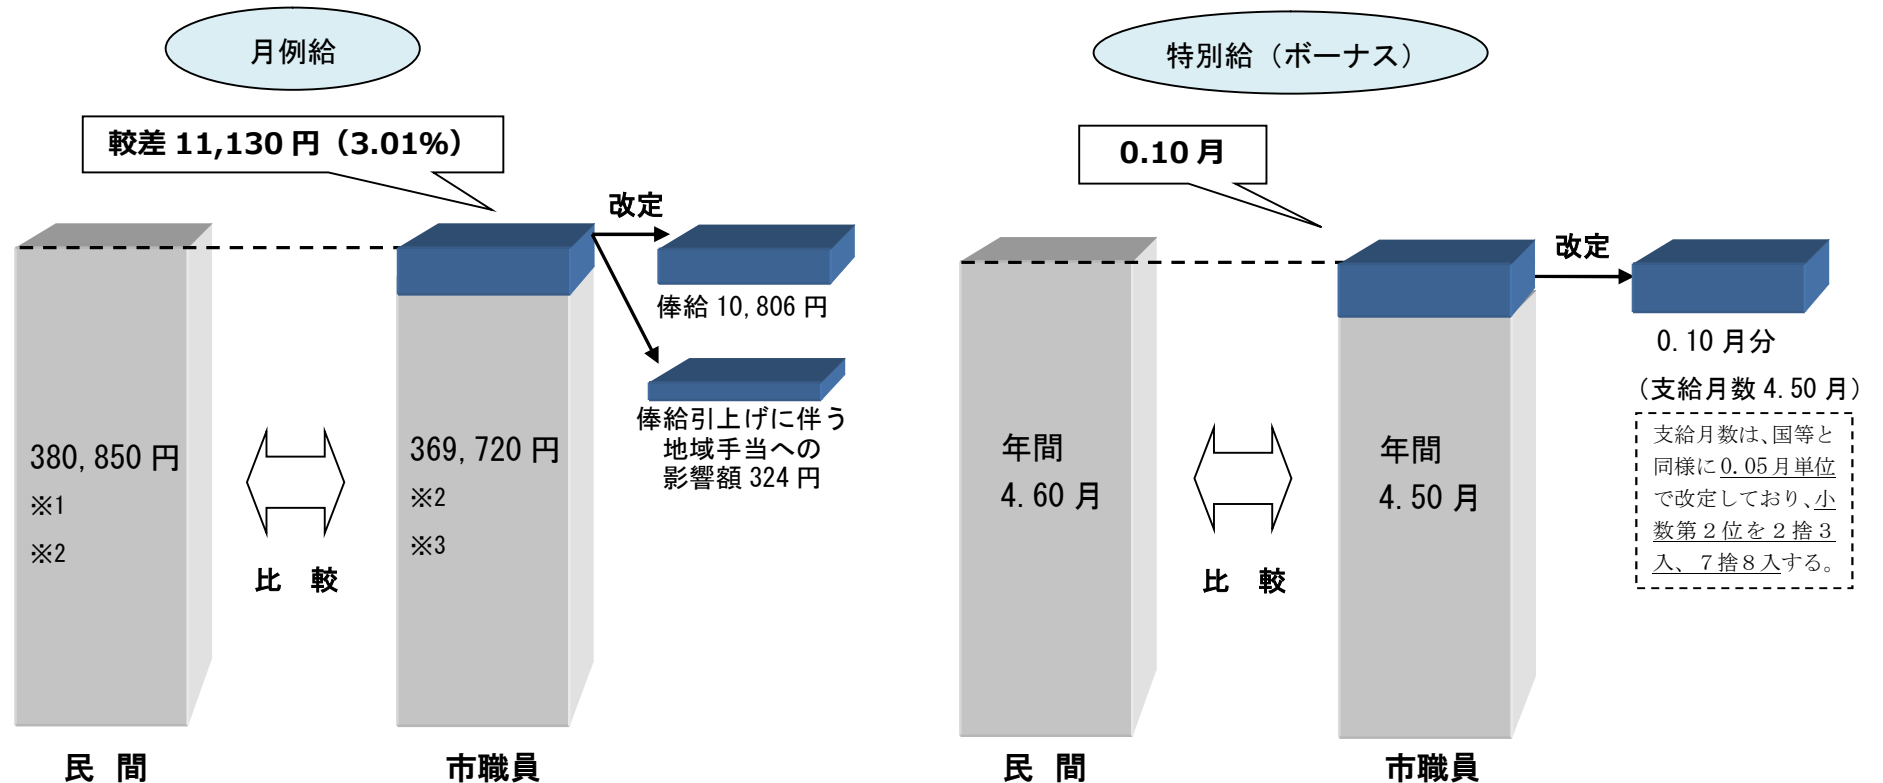 月例給
較差 11,130 円（3.01%）
改定
俸給 10,806 円
俸給引上げに伴う
地域手当への
影響額 324 円
380,850 円
※1
※2
369,720 円
※2
※3
比　較
民　間
市職員
特別給（ボーナス）
0.10 月
改定
0.10 月分
（支給月数 4.50 月）
支給月数は、国等と
同様に0.05月単位
で改定しており、小
数第２位を２捨３
入、７捨８入する。
年間
4.60 月
年間
4.50 月
比　較
民　間
市職員